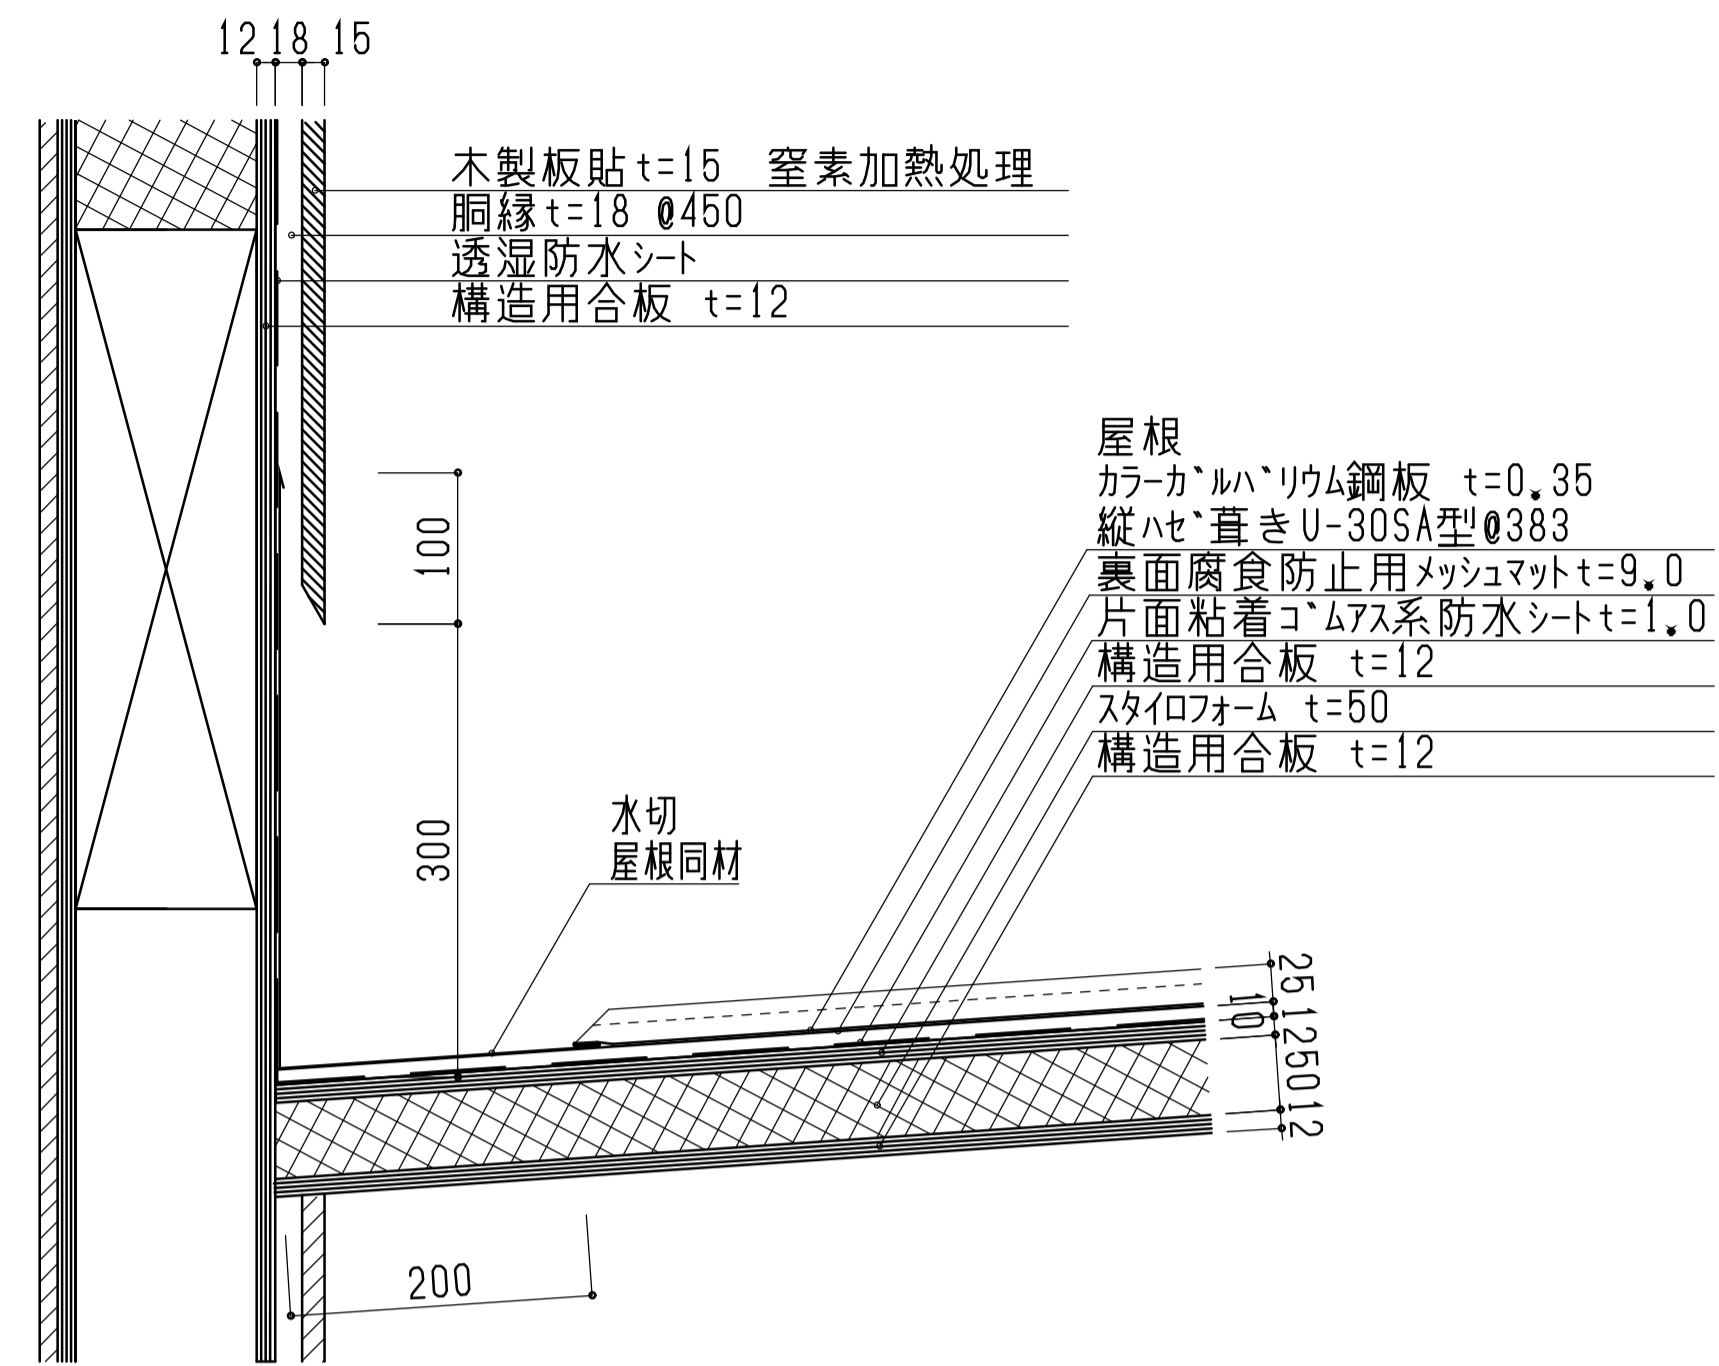 12 18 15
木製板貼t=15 窒素加熱処理
胴縁t=18 @450
透湿防水シート
構造用合板 t=12
屋根
カラーガルバリウム鋼板 t=0.35
縦ハゼ葺きU-30SA型@383
裏面腐食防止用メッシュマットt=9.0
片面粘着ゴムアス系防水シートt=1.0
構造用合板 t=12
スタイロフォーム t=50
構造用合板 t=12
100
300
水切
屋根同材
25
10
12
50
12
200